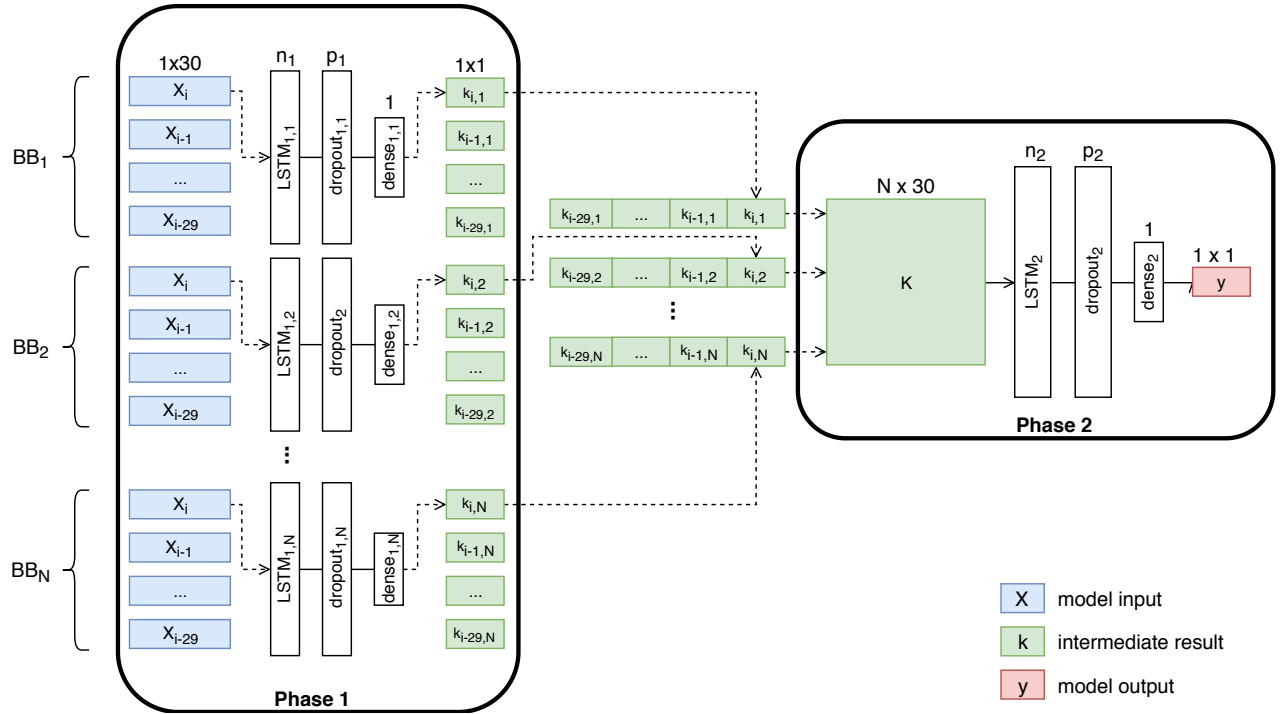 1x30
n1
p1
1x1
BB1
Xi
Xi-1
...
Xi-29
LSTM1,1
dropout1,1
1
dense1,1
ki,1
ki-1,1
...
ki-29,1
BB2
Xi
Xi-1
...
Xi-29
LSTM1,2
dropout2
dense1,2
ki,2
ki-1,2
...
ki-29,2
...
BBN
Xi
Xi-1
...
Xi-29
LSTM1,N
dropout1,N
dense1,N
ki,N
ki-1,N
...
ki-29,N
Phase 1
ki-29,1 ... ki-1,1 ki,1
ki-29,2 ... ki-1,2 ki,2
...
ki-29,N ... ki-1,N ki,N
N x 30
K
n2
LSTM2
p2
dropout2
1
dense2
1 x 1
y
Phase 2
X model input
k intermediate result
y model output